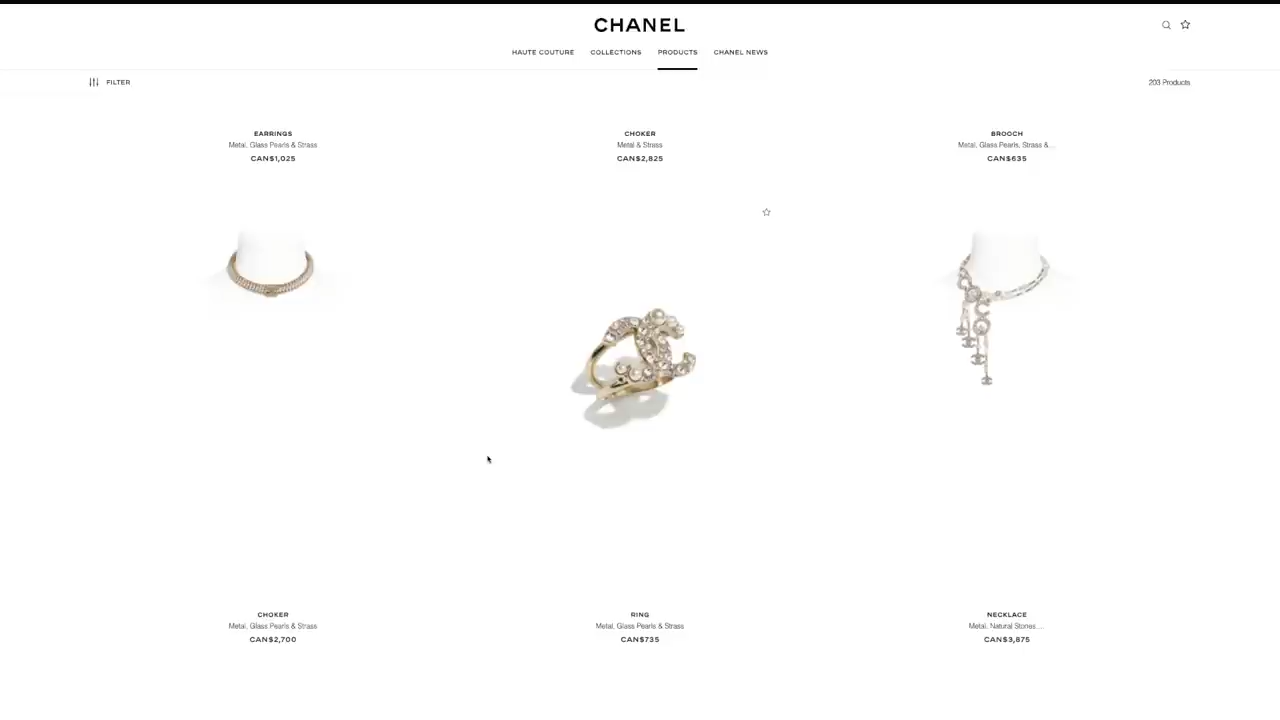 CHANEL
HAUTE COUTURE COLLECTIONS PRODUCTS CHANEL NEWS
FILTER
203 Products
EARRINGS
Metal, Glass Pearls & Strass
CAN$1,025
CHOKER
Metal & Strass
CAN$2,825
BROOCH
Metal, Glass Pearls, Strass &...
CAN$635
CHOKER
Metal, Glass Pearls & Strass
CAN$2,700
RING
Metal, Glass Pearls & Strass
CAN$735
NECKLACE
Metal, Natural Stones,...
CAN$3,875